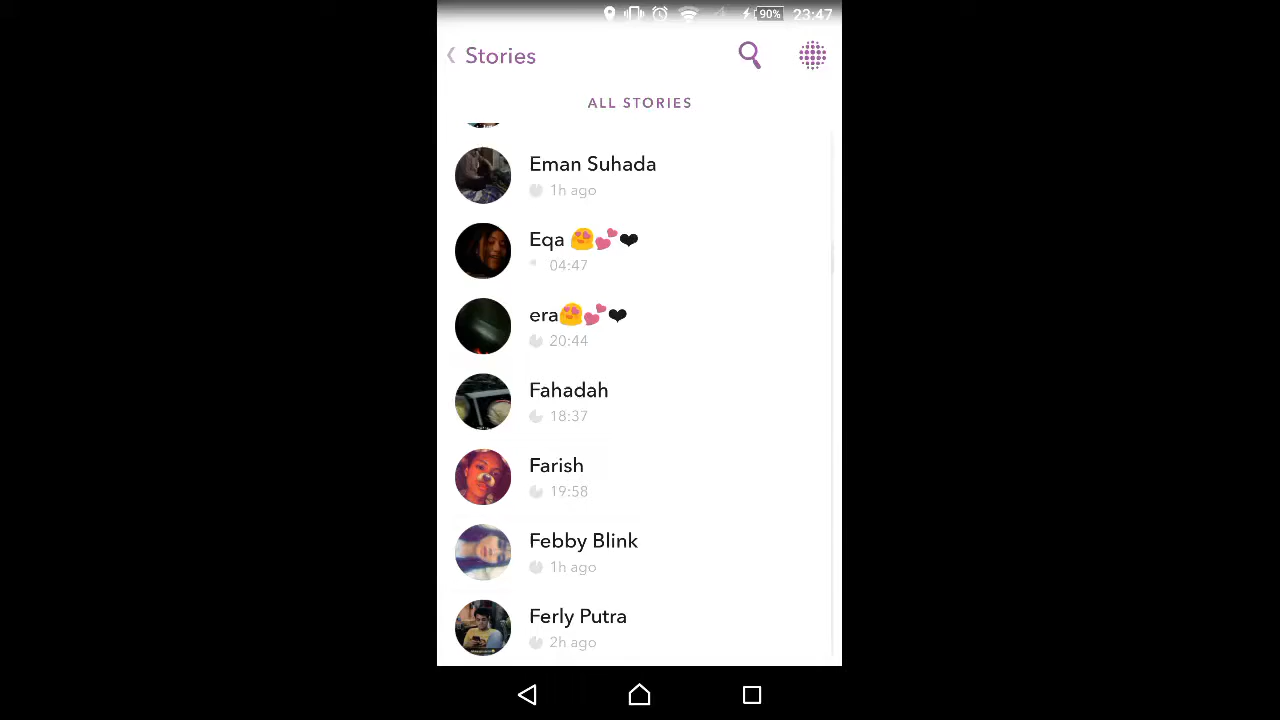 90% 23:47
Stories
ALL STORIES
Eman Suhada
1h ago
Eqa 😍💕❤
04:47
era😍💕❤
20:44
Fahadah
18:37
Farish
19:58
Febby Blink
1h ago
Ferly Putra
2h ago